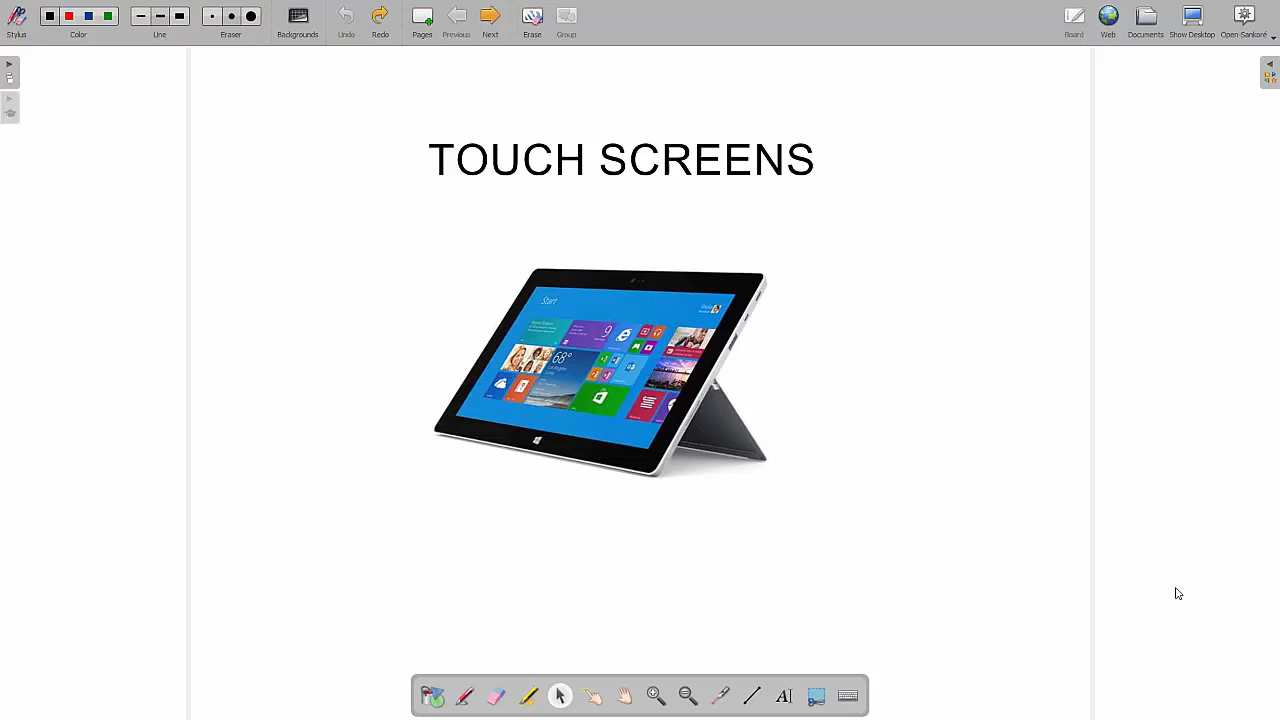 Stylus Color Line Eraser Backgrounds Undo Redo Pages Previous Next Erase Group Board Web Documents Show Desktop Open-Sankoré
TOUCH SCREENS
Start
68°